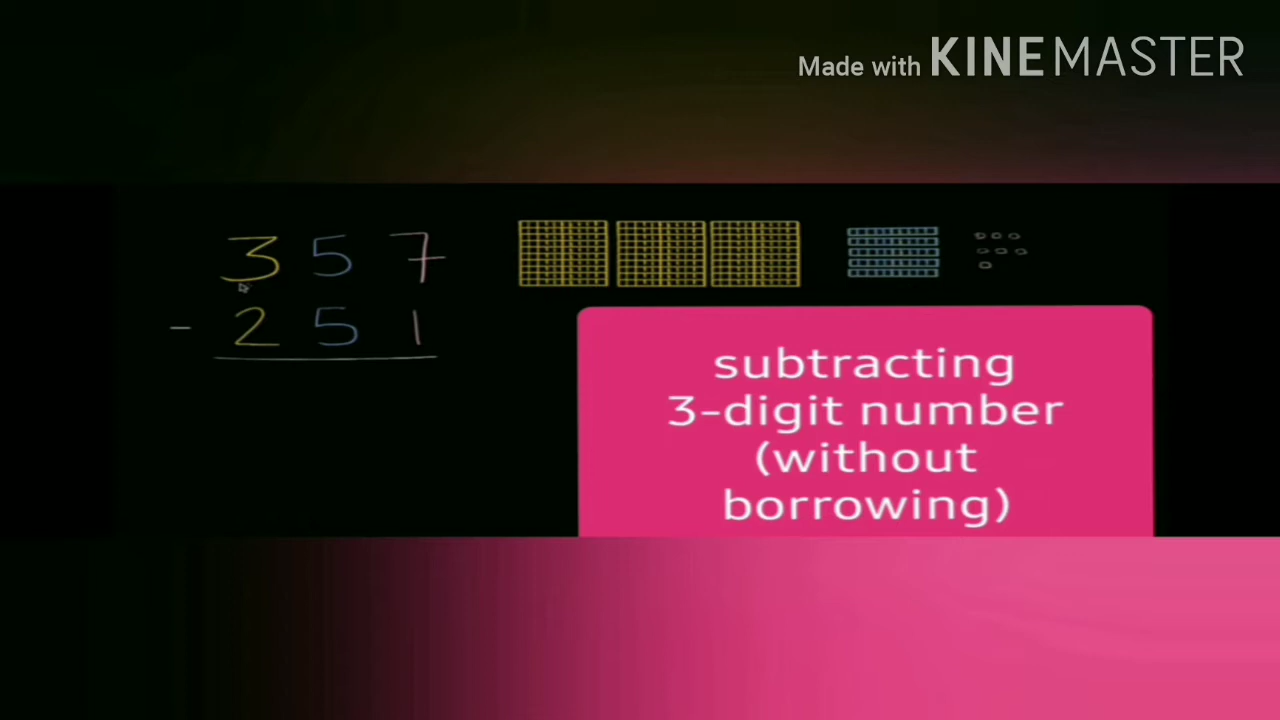 Made with KINEMASTER
3 5 7
- 2 5 1
subtracting
3-digit number
(without
borrowing)